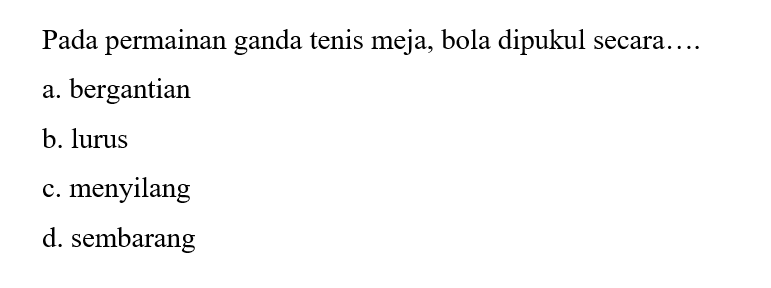 Pada permainan ganda tenis meja, bola dipukul secara….
a. bergantian
b. lurus
c. menyilang
d. sembarang